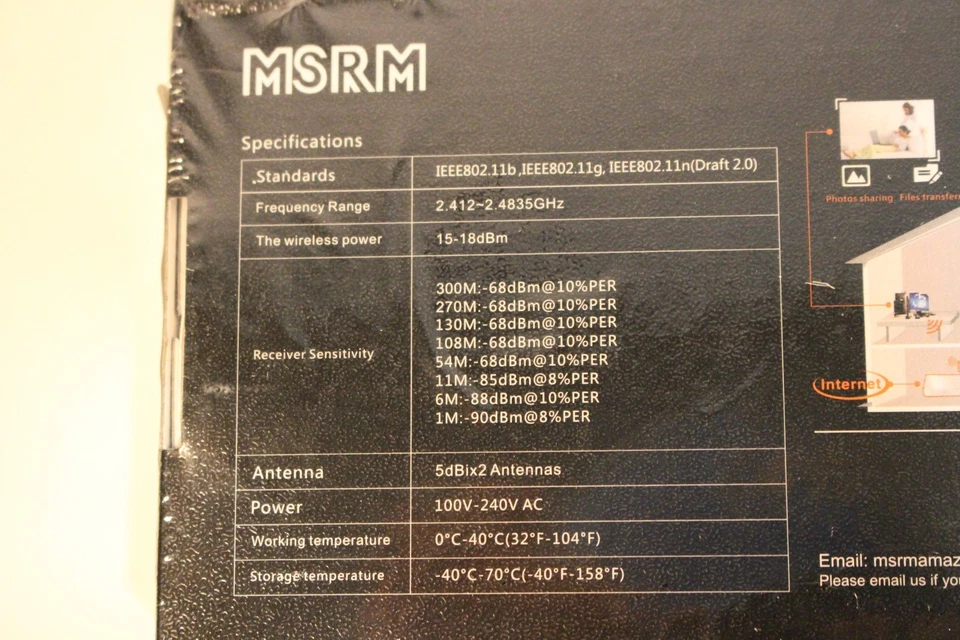 MSRM
Specifications
Standards IEEE802.11b,IEEE802.11g, IEEE802.11n(Draft 2.0)
Frequency Range 2.412~2.4835GHz
The wireless power 15-18dBm
Receiver Sensitivity
300M:-68dBm@10%PER
270M:-68dBm@10%PER
130M:-68dBm@10%PER
108M:-68dBm@10%PER
54M:-68dBm@10%PER
11M:-85dBm@8%PER
6M:-88dBm@10%PER
1M:-90dBm@8%PER
Antenna 5dBix2 Antennas
Power 100V-240V AC
Working temperature 0°C-40°C(32°F-104°F)
Storage temperature -40°C-70°C(-40°F-158°F)
Photos sharing Files transfer
Internet
Email: msrmamaz
Please email us if yo